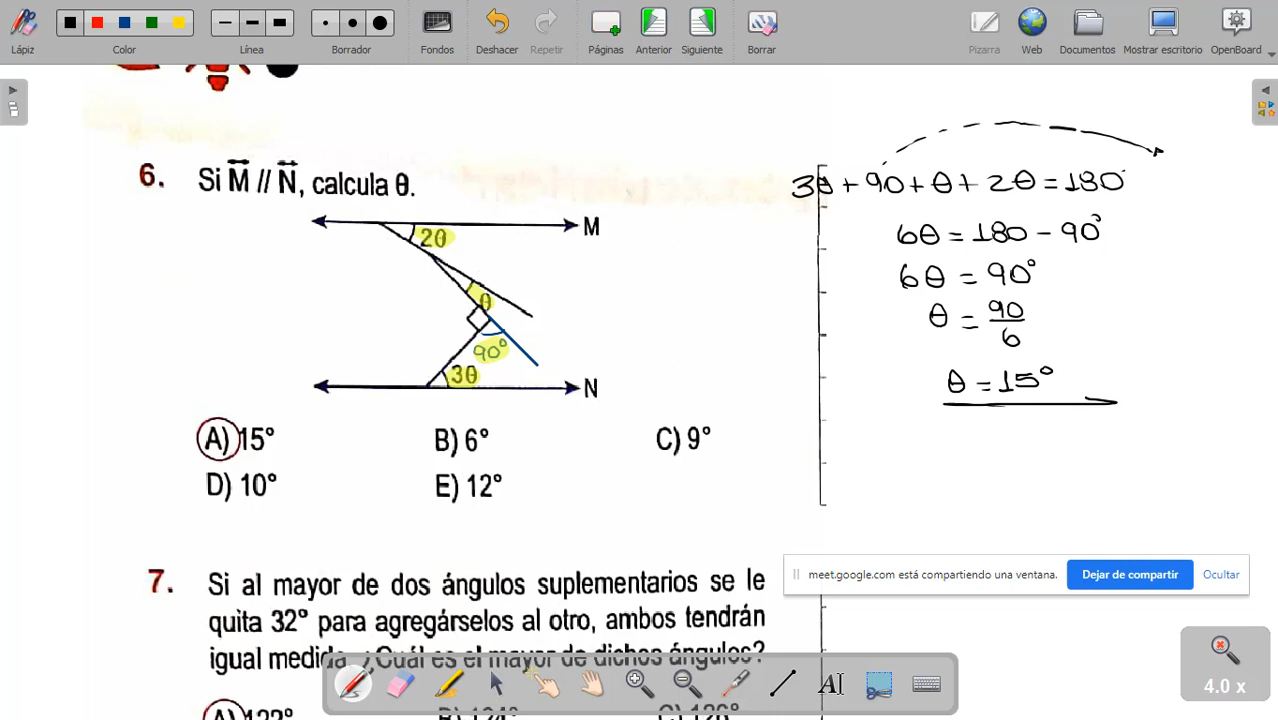 Lápiz
Color
Línea
Borrador
Fondos
Deshacer
Repetir
Páginas
Anterior
Siguiente
Borrar
Pizarra
Web
Documentos
Mostrar escritorio
OpenBoard
6. Si M // N, calcula θ.
M
2θ
θ
90°
3θ
N
A) 15° B) 6° C) 9°
D) 10° E) 12°
3θ + 90 + θ + 2θ = 180°
6θ = 180 - 90°
6θ = 90°
θ = 90/6
θ = 15°
7. Si al mayor de dos ángulos suplementarios se le
quita 32° para agregárselos al otro, ambos tendrán
igual medida. ¿Cuál es el mayor de dichos ángulos?
meet.google.com está compartiendo una ventana.
Dejar de compartir
Ocultar
4.0 x